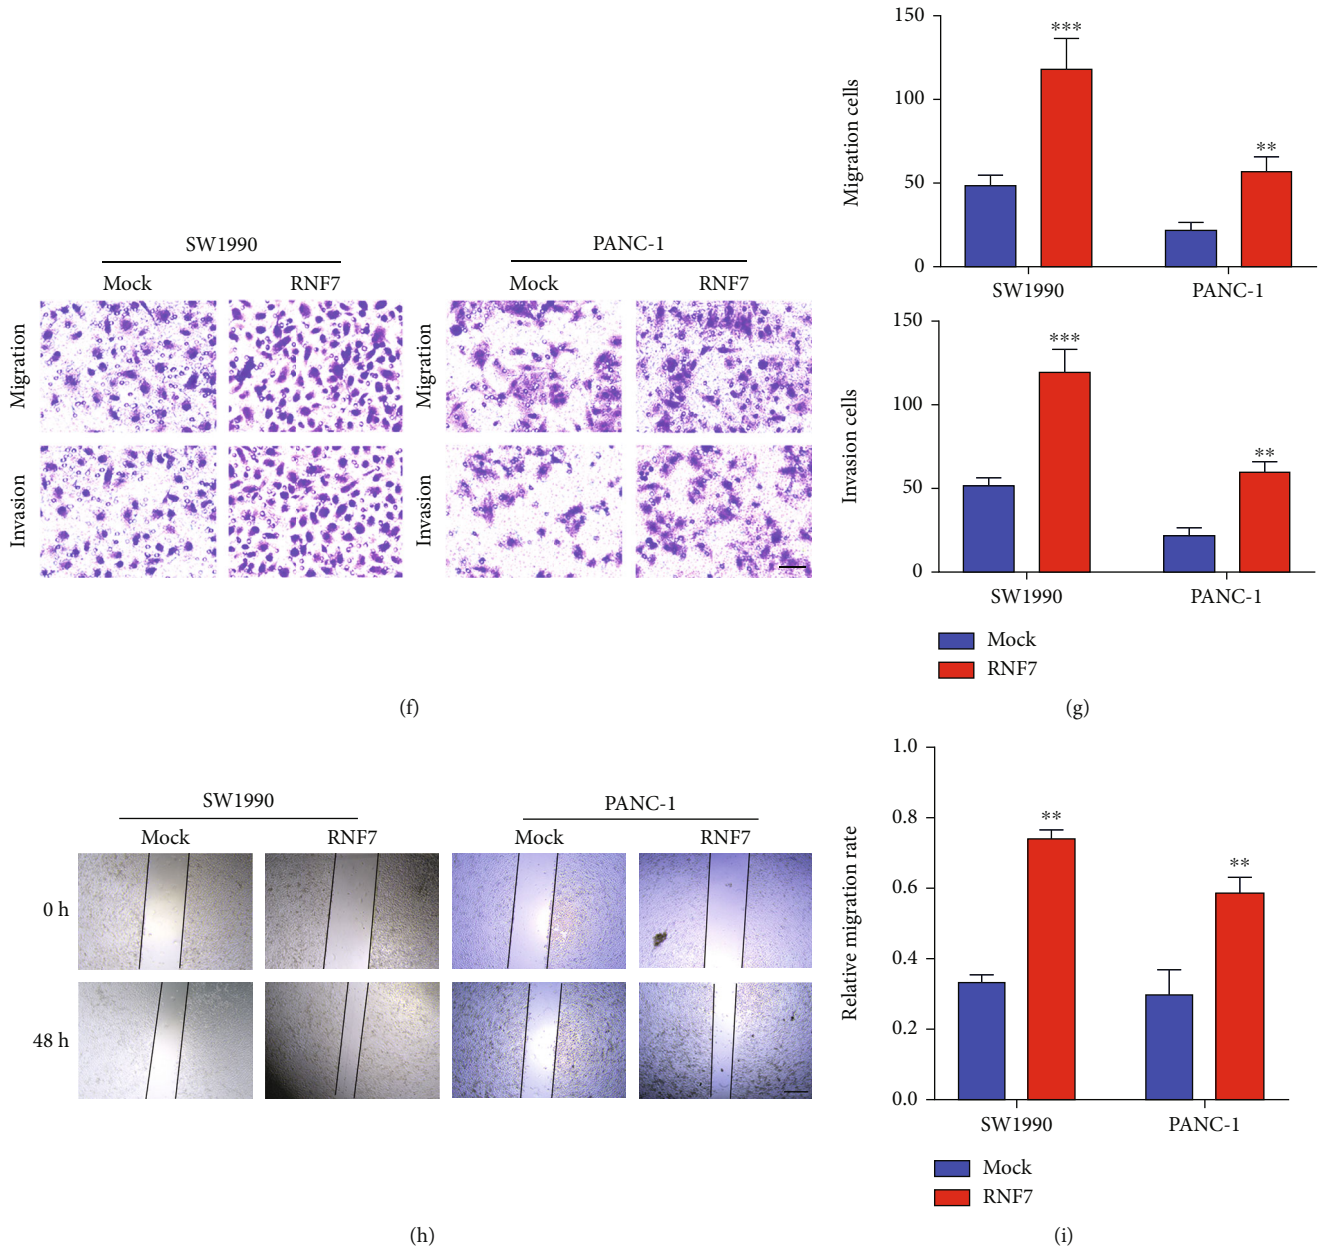 SW1990
PANC-1
Mock
RNF7
Mock
RNF7
Migration
Migration
Invasion
Invasion
(f)
150
100
50
0
Migration cells
***
**
SW1990
PANC-1
150
100
50
0
Invasion cells
***
**
SW1990
PANC-1
Mock
RNF7
(g)
SW1990
PANC-1
Mock
RNF7
Mock
RNF7
0 h
48 h
(h)
1.0
0.8
0.6
0.4
0.2
0.0
Relative migration rate
**
**
SW1990
PANC-1
Mock
RNF7
(i)